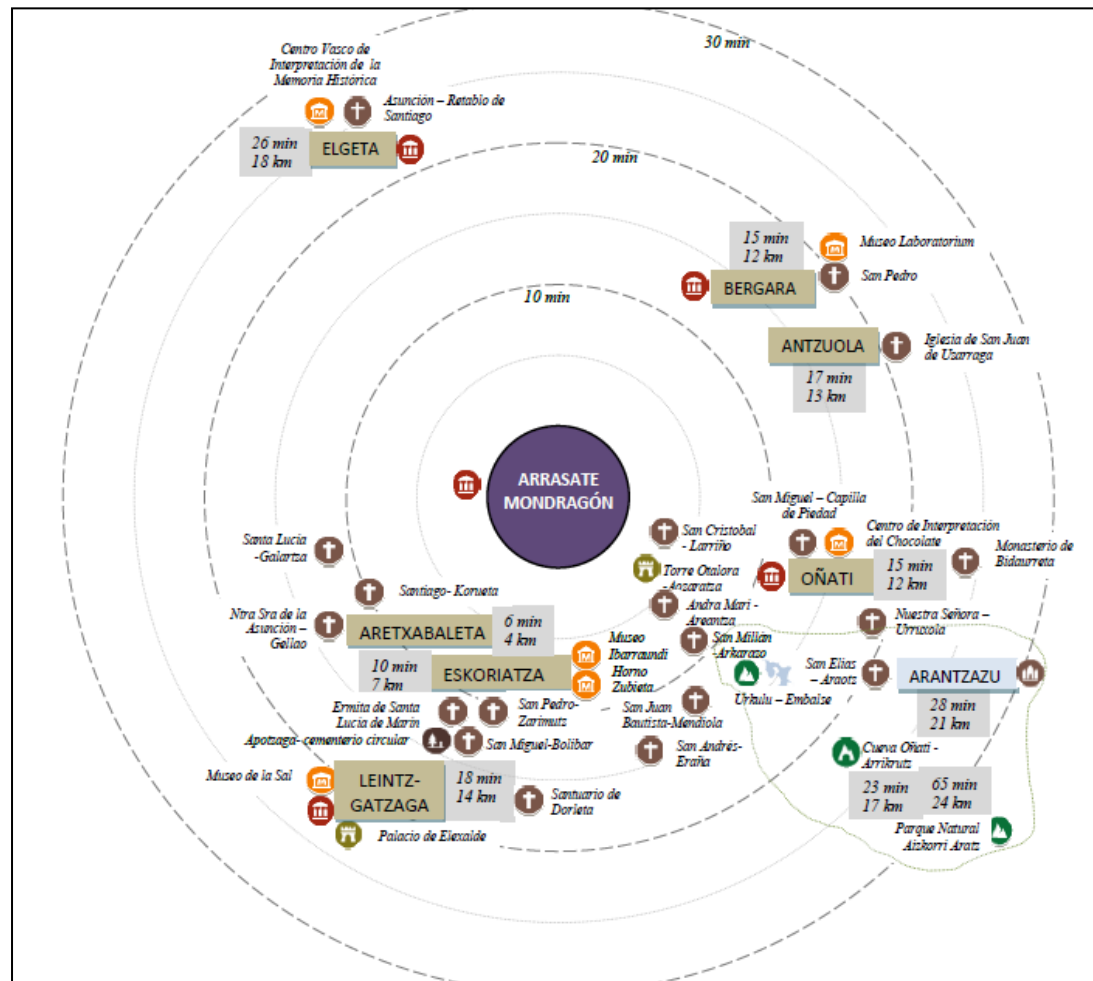 30 min
Centro Vasco de
Interpretación de la
Memoria Histórica
Asunción – Retablo de
Santiago
26 min
18 km
ELGETA
20 min
15 min
12 km
Museo Laboratorium
BERGARA
San Pedro
10 min
ANTZUOLA
Iglesia de San Juan
de Uzarraga
17 min
13 km
ARRASATE
MONDRAGÓN
San Miguel – Capilla
de Piedad
Santa Lucía
-Galartza
San Cristobal
- Larriño
Centro de Interpretación
del Chocolate
Monasterio de
Bidaurreta
Torre Otalora
-Aozaratza
OÑATI
15 min
12 km
Santiago- Korueta
Andra Mari -
Areantza
Ntra Sra de la
Asunción –
Gellao
ARETXABALETA
6 min
4 km
Nuestra Señora –
Urruxola
San Millán
-Arkarazo
Museo
Ibarraundi
Horno
Zubieta
10 min
7 km
ESKORIATZA
San Elias
– Araotz
ARANTZAZU
Urkulu – Embalse
28 min
21 km
Ermita de Santa
Lucia de Marin
San Pedro-
Zarimutz
San Juan
Bautista-Mendiola
Apotzaga- cementerio circular
San Miguel-Bolibar
San Andrés-
Eraña
Cueva Oñati -
Arrikrutz
Museo de la Sal
LEINTZ-
GATZAGA
18 min
14 km
Santuario de
Dorleta
23 min
17 km
65 min
24 km
Palacio de Elexalde
Parque Natural
Aizkorri Aratz